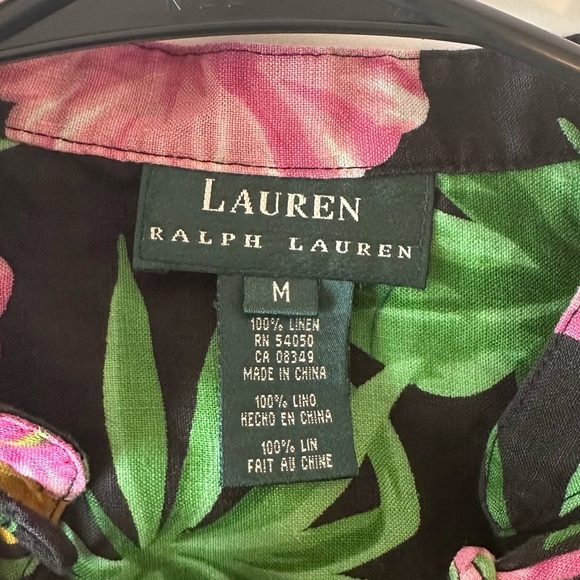 LAUREN
RALPH LAUREN
M
100% LINEN
RN 54050
CA 08349
MADE IN CHINA
100% LINO
HECHO EN CHINA
100% LIN
FAIT AU CHINE